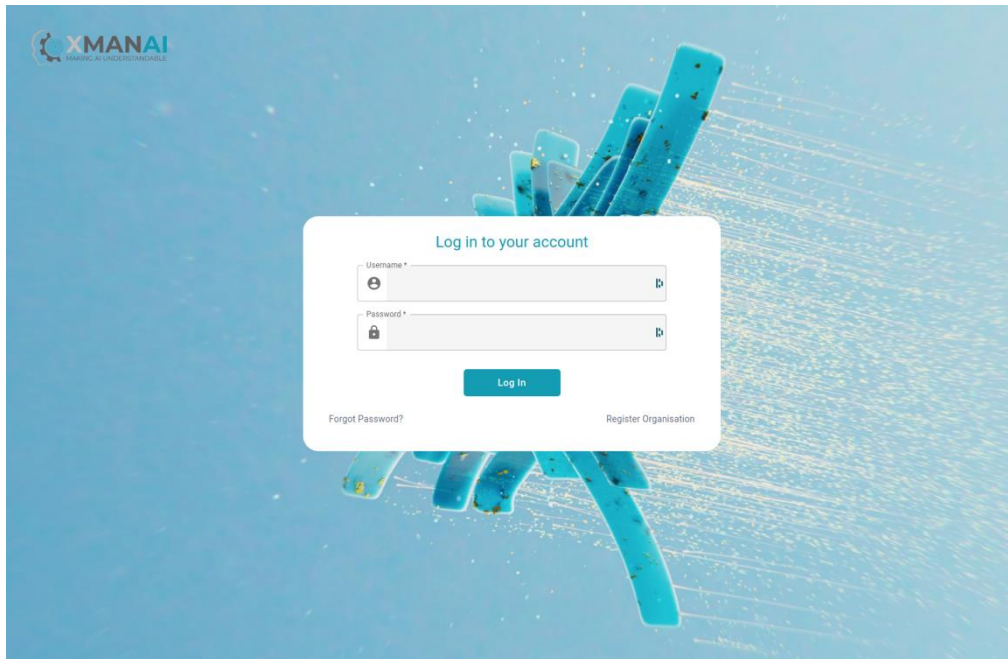 XMANAI
MAKING AI UNDERSTANDABLE
Log in to your account
Username *
Password *
Log In
Forgot Password?
Register Organisation